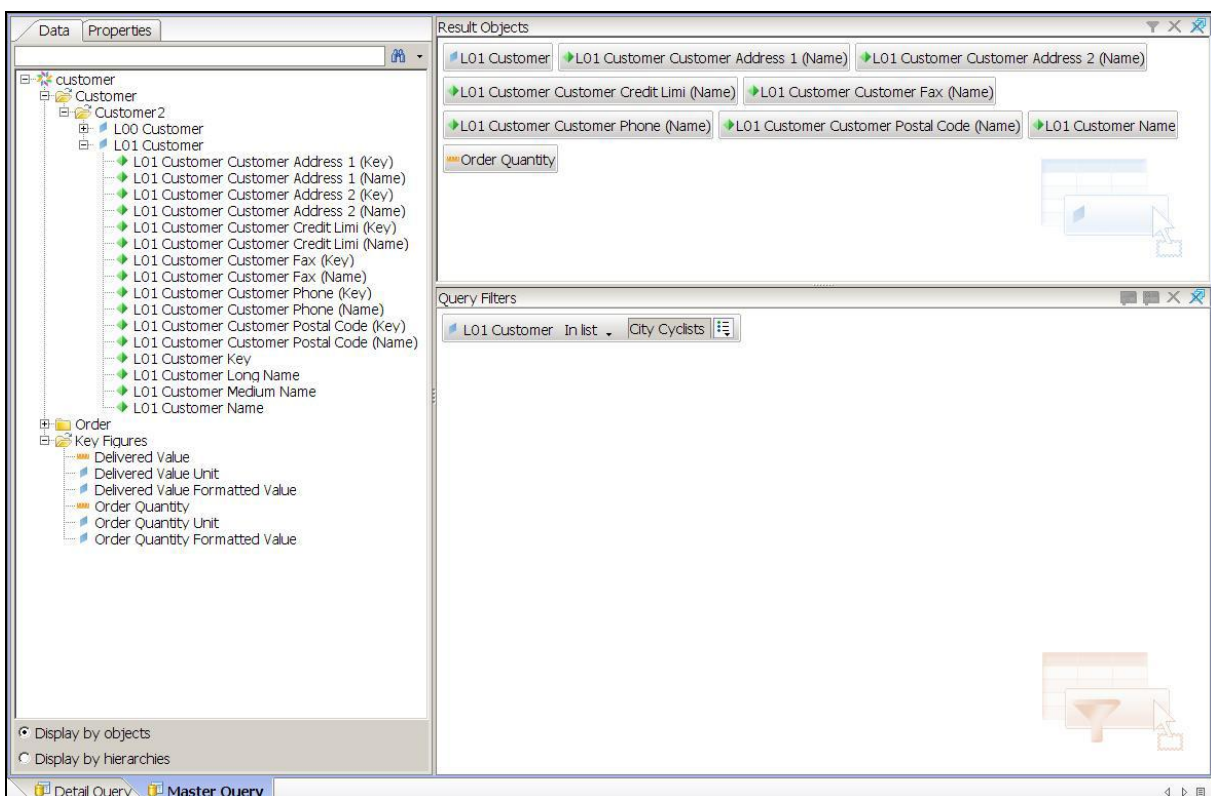 Data Properties
customer
Customer
Customer2
L00 Customer
L01 Customer
L01 Customer Customer Address 1 (Key)
L01 Customer Customer Address 1 (Name)
L01 Customer Customer Address 2 (Key)
L01 Customer Customer Address 2 (Name)
L01 Customer Customer Credit Limi (Key)
L01 Customer Customer Credit Limi (Name)
L01 Customer Customer Fax (Key)
L01 Customer Customer Fax (Name)
L01 Customer Customer Phone (Key)
L01 Customer Customer Phone (Name)
L01 Customer Customer Postal Code (Key)
L01 Customer Customer Postal Code (Name)
L01 Customer Key
L01 Customer Long Name
L01 Customer Medium Name
L01 Customer Name
Order
Key Figures
Delivered Value
Delivered Value Unit
Delivered Value Formatted Value
Order Quantity
Order Quantity Unit
Order Quantity Formatted Value
Display by objects
Display by hierarchies
Result Objects
L01 Customer L01 Customer Customer Address 1 (Name) L01 Customer Customer Address 2 (Name)
L01 Customer Customer Credit Limi (Name) L01 Customer Customer Fax (Name)
L01 Customer Customer Phone (Name) L01 Customer Customer Postal Code (Name) L01 Customer Name
Order Quantity
Query Filters
L01 Customer In list City Cyclists
Detail Query Master Query